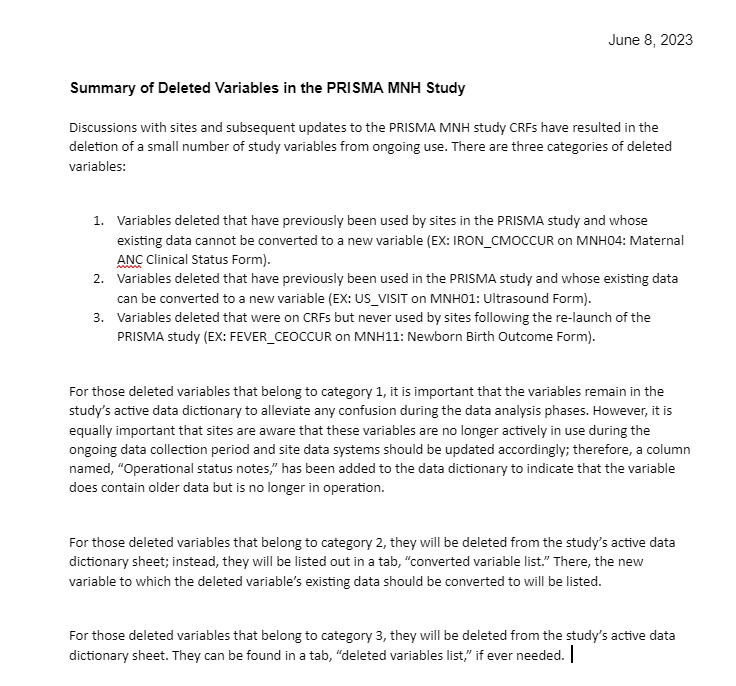 June 8, 2023
Summary of Deleted Variables in the PRISMA MNH Study
Discussions with sites and subsequent updates to the PRISMA MNH study CRFs have resulted in the
deletion of a small number of study variables from ongoing use. There are three categories of deleted
variables:
1. Variables deleted that have previously been used by sites in the PRISMA study and whose
existing data cannot be converted to a new variable (EX: IRON_CMOCCUR on MNH04: Maternal
ANC Clinical Status Form).
2. Variables deleted that have previously been used in the PRISMA study and whose existing data
can be converted to a new variable (EX: US_VISIT on MNH01: Ultrasound Form).
3. Variables deleted that were on CRFs but never used by sites following the re-launch of the
PRISMA study (EX: FEVER_CEOCCUR on MNH11: Newborn Birth Outcome Form).
For those deleted variables that belong to category 1, it is important that the variables remain in the
study’s active data dictionary to alleviate any confusion during the data analysis phases. However, it is
equally important that sites are aware that these variables are no longer actively in use during the
ongoing data collection period and site data systems should be updated accordingly; therefore, a column
named, “Operational status notes,” has been added to the data dictionary to indicate that the variable
does contain older data but is no longer in operation.
For those deleted variables that belong to category 2, they will be deleted from the study’s active data
dictionary sheet; instead, they will be listed out in a tab, “converted variable list.” There, the new
variable to which the deleted variable’s existing data should be converted to will be listed.
For those deleted variables that belong to category 3, they will be deleted from the study’s active data
dictionary sheet. They can be found in a tab, “deleted variables list,” if ever needed.